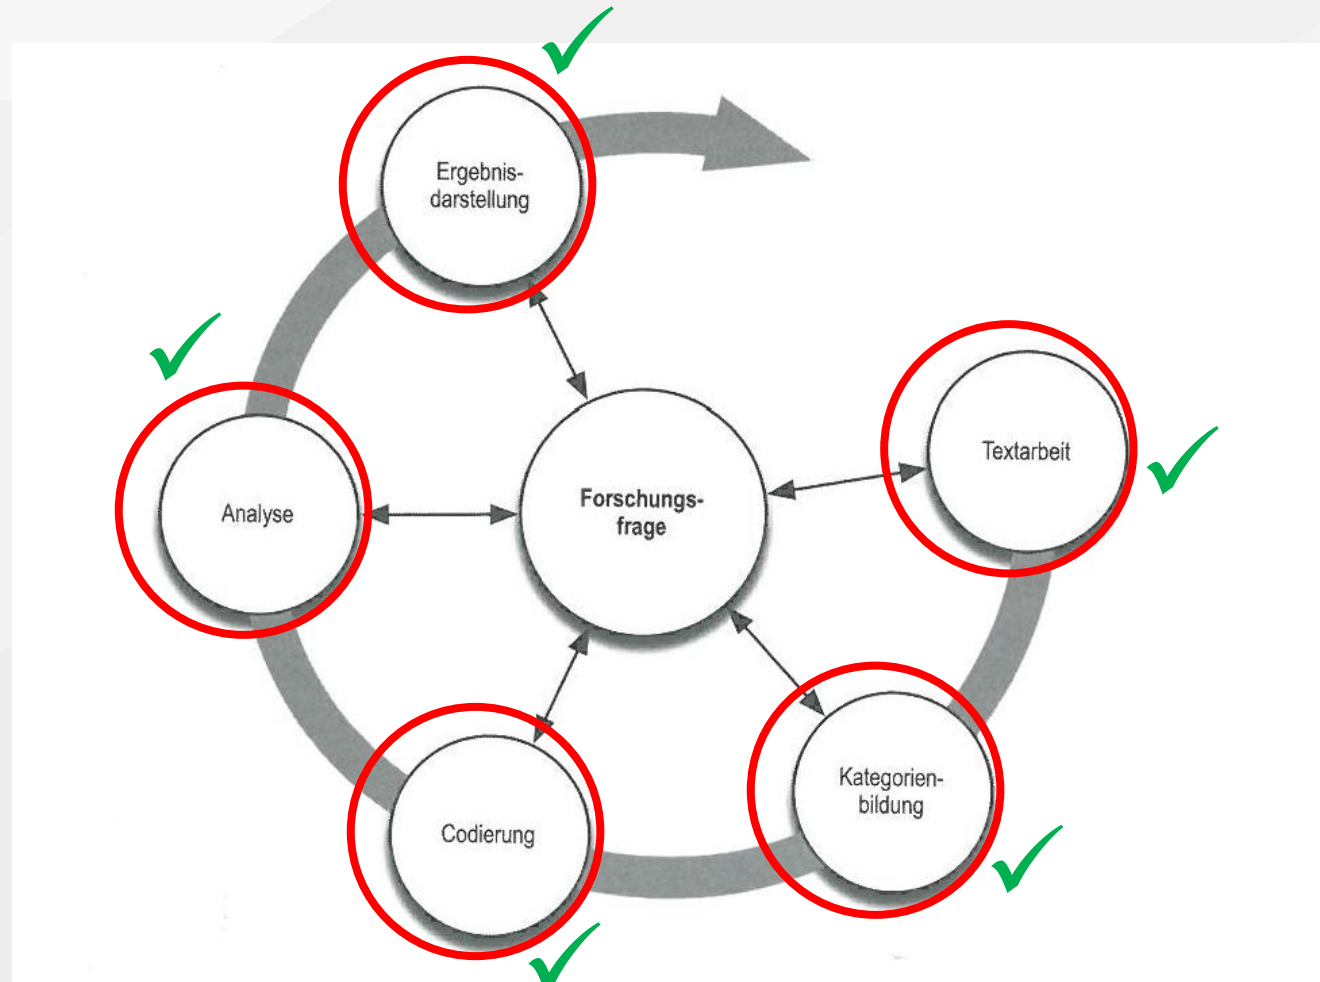 Ergebnis-
darstellung
Textarbeit
Forschungs-
frage
Analyse
Kategorien-
bildung
Codierung